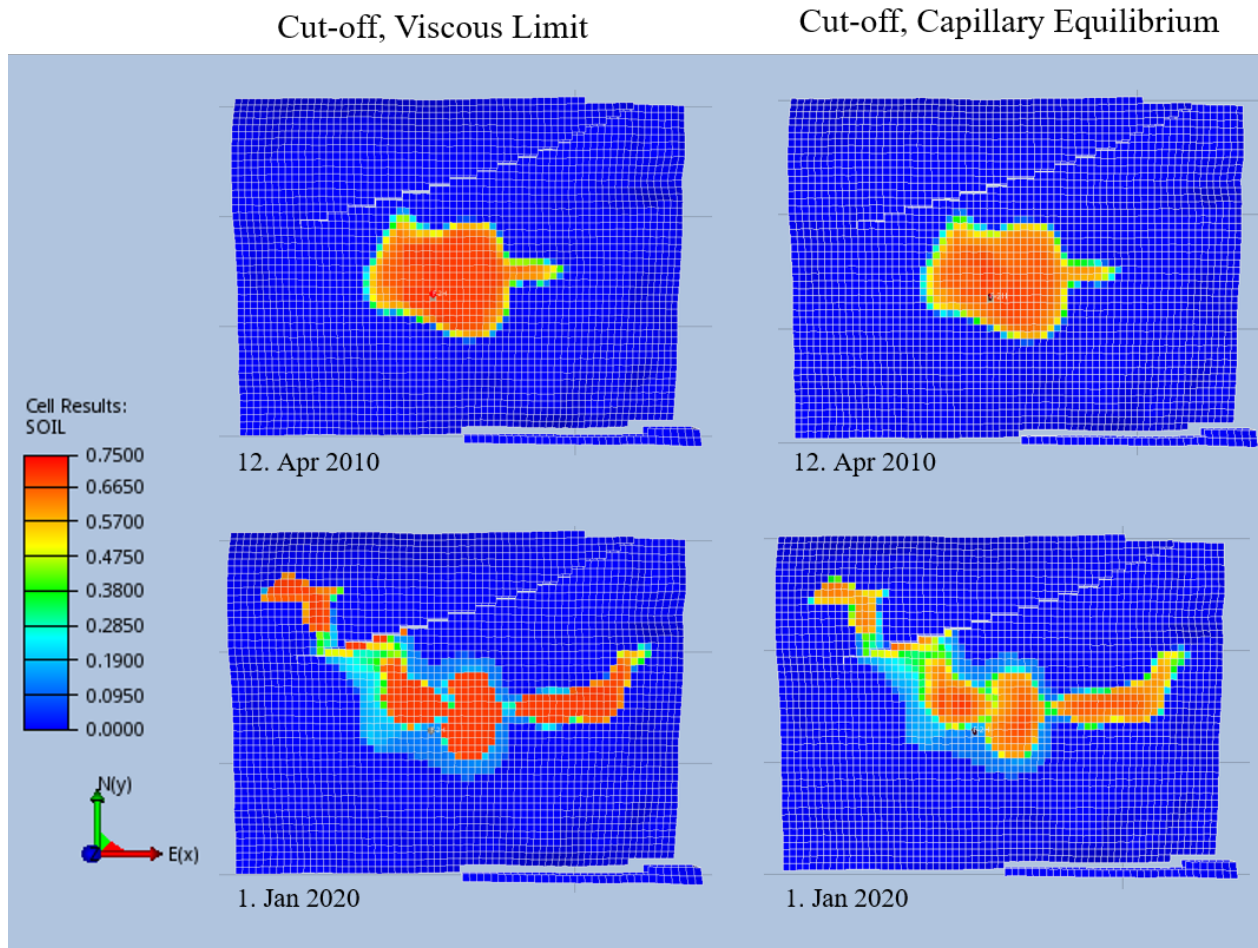 Cut-off, Viscous Limit
Cut-off, Capillary Equilibrium
12. Apr 2010
12. Apr 2010
Cell Results:
SOIL
0.7500
0.6650
0.5700
0.4750
0.3800
0.2850
0.1900
0.0950
0.0000
N(y)
E(x)
1. Jan 2020
1. Jan 2020